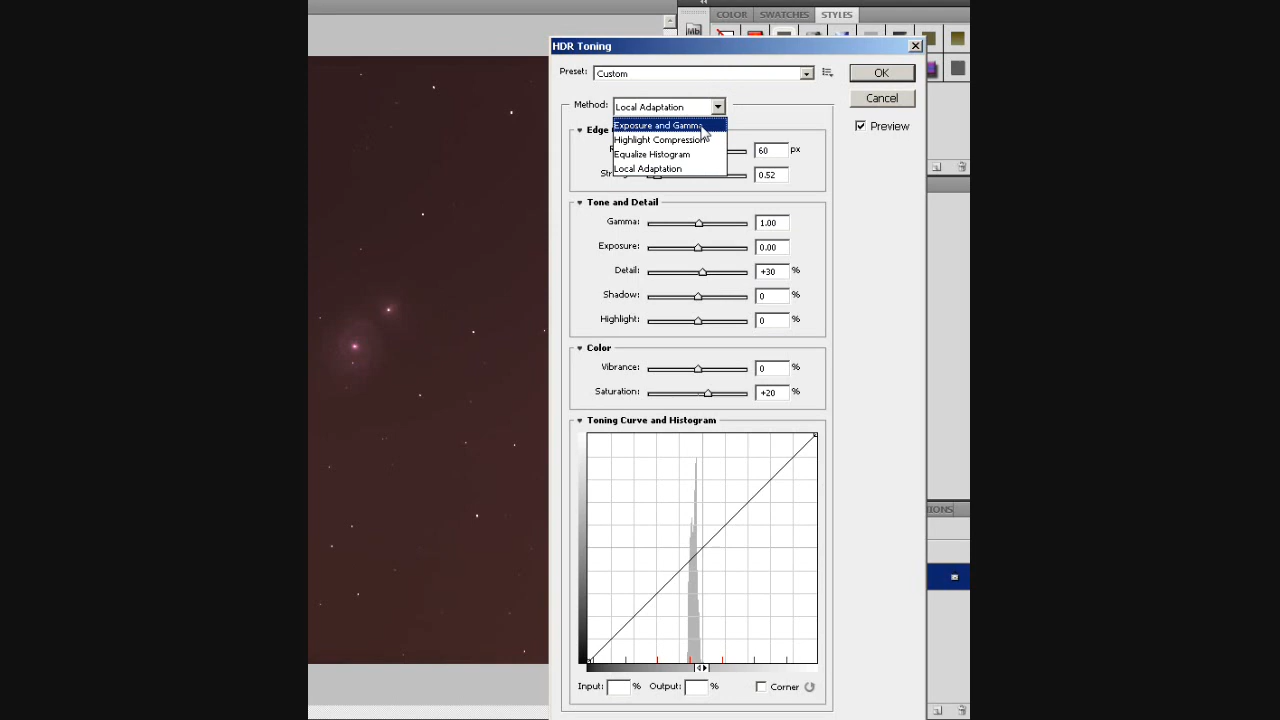 COLOR SWATCHES STYLES
Mb
HDR Toning
Preset: Custom
OK
Method: Local Adaptation
Cancel
Exposure and Gamma
Preview
Edge
Highlight Compression
60 px
Equalize Histogram
Local Adaptation
0.52
Tone and Detail
Gamma: 1.00
Exposure: 0.00
Detail: +30 %
Shadow: 0 %
Highlight: 0 %
Color
Vibrance: 0 %
Saturation: +20 %
Toning Curve and Histogram
IONS
Input: % Output: % Corner